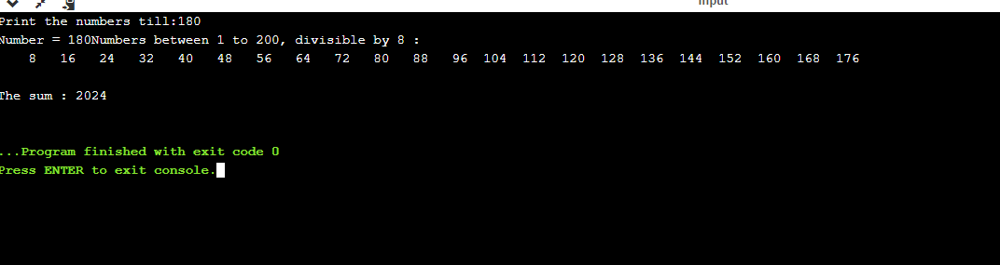 input
Print the numbers till:180
Number = 180Numbers between 1 to 200, divisible by 8 :
8 16 24 32 40 48 56 64 72 80 88 96 104 112 120 128 136 144 152 160 168 176
The sum : 2024
...Program finished with exit code 0
Press ENTER to exit console.